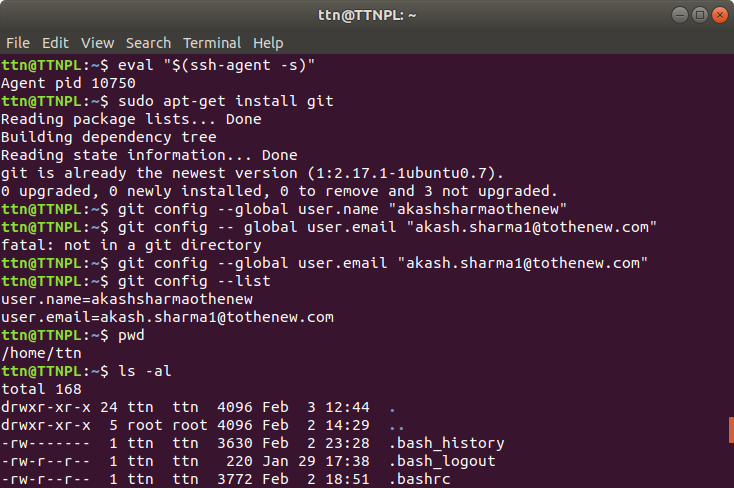 ttn@TTNPL: ~
File Edit View Search Terminal Help
ttn@TTNPL:~$ eval "$(ssh-agent -s)"
Agent pid 10750
ttn@TTNPL:~$ sudo apt-get install git
Reading package lists... Done
Building dependency tree
Reading state information... Done
git is already the newest version (1:2.17.1-1ubuntu0.7).
0 upgraded, 0 newly installed, 0 to remove and 3 not upgraded.
ttn@TTNPL:~$ git config --global user.name "akashsharmaothenew"
ttn@TTNPL:~$ git config -- global user.email "akash.sharma1@tothenew.com"
fatal: not in a git directory
ttn@TTNPL:~$ git config --global user.email "akash.sharma1@tothenew.com"
ttn@TTNPL:~$ git config --list
user.name=akashsharmaothenew
user.email=akash.sharma1@tothenew.com
ttn@TTNPL:~$ pwd
/home/ttn
ttn@TTNPL:~$ ls -al
total 168
drwxr-xr-x 24 ttn  ttn  4096 Feb  3 12:44 .
drwxr-xr-x  5 root root 4096 Feb  2 14:29 ..
-rw-------  1 ttn  ttn  3630 Feb  2 23:28 .bash_history
-rw-r--r--  1 ttn  ttn   220 Jan 29 17:38 .bash_logout
-rw-r--r--  1 ttn  ttn  3772 Feb  2 18:51 .bashrc